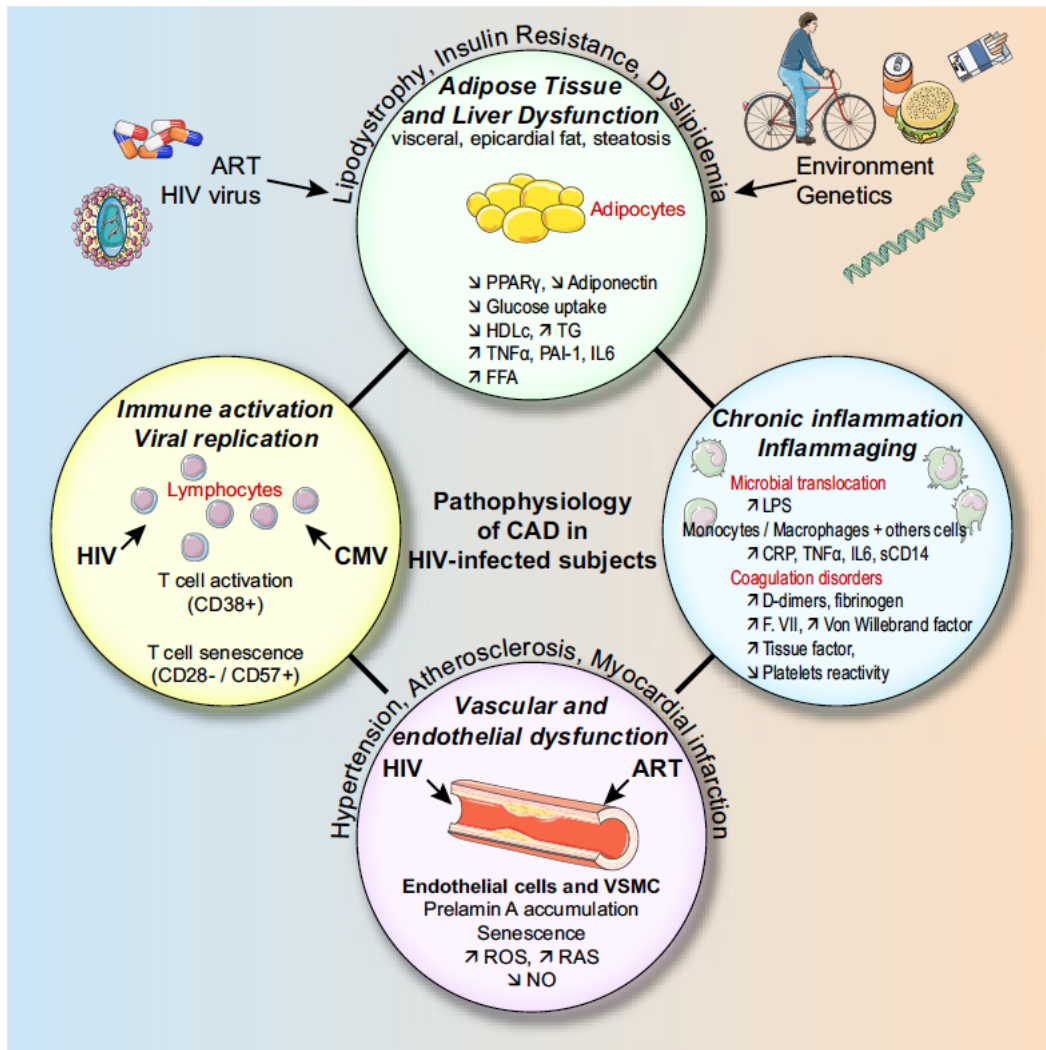 Lipodystrophy, Insulin Resistance, Dyslipidemia
Adipose Tissue
and Liver Dysfunction
visceral, epicardial fat, steatosis
Adipocytes
↘ PPARγ, ↘ Adiponectin
↘ Glucose uptake
↘ HDLc, ↗ TG
↗ TNFα, PAI-1, IL6
↗ FFA
ART
HIV virus
Environment
Genetics
Immune activation
Viral replication
Lymphocytes
HIV
CMV
T cell activation
(CD38+)
T cell senescence
(CD28- / CD57+)
Pathophysiology
of CAD in
HIV-infected subjects
Chronic inflammation
Inflammaging
Microbial translocation
↗ LPS
Monocytes / Macrophages + others cells
↗ CRP, TNFα, IL6, sCD14
Coagulation disorders
↗ D-dimers, fibrinogen
↗ F. VII, ↗ Von Willebrand factor
↗ Tissue factor,
↘ Platelets reactivity
Hypertension, Atherosclerosis, Myocardial infarction
Vascular and
endothelial dysfunction
HIV
ART
Endothelial cells and VSMC
Prelamin A accumulation
Senescence
↗ ROS, ↗ RAS
↘ NO